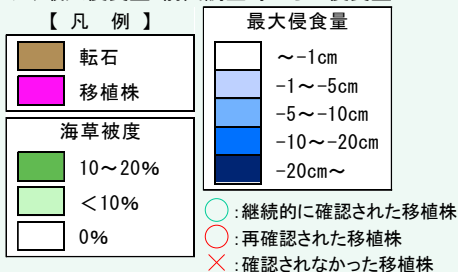 【 凡 例 】
転石
移植株
海草被度
10～20%
＜10%
0%
最大侵食量
～-1cm
-1～-5cm
-5～-10cm
-10～-20cm
-20cm～
○：継続的に確認された移植株
○：再確認された移植株
×：確認されなかった移植株